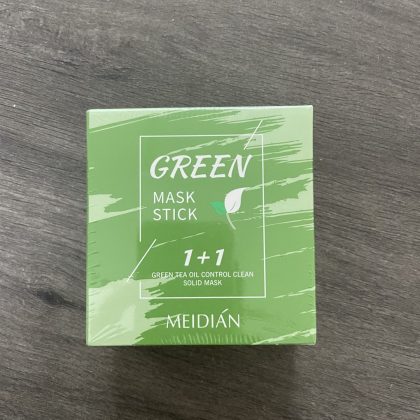 GREEN
MASK
STICK
1+1
GREEN TEA OIL CONTROL CLEAN
SOLID MASK
MEIDIÁN